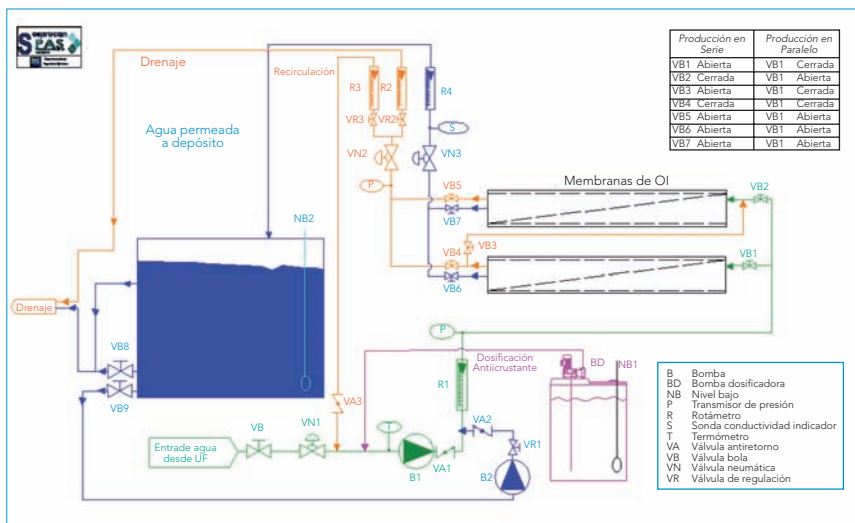 SPAS
Drenaje
Recirculación
R3
R2
R4
VR3
VR2
S
Agua permeada
a depósito
VN2
VN3
P
Producción en
Serie
Producción en
Paralelo
VB1 Abierta
VB1 Cerrada
VB2 Cerrada
VB1 Abierta
VB3 Abierta
VB1 Cerrada
VB4 Cerrada
VB1 Abierta
VB5 Abierta
VB1 Abierta
VB6 Abierta
VB1 Abierta
VB7 Abierta
VB1 Abierta
Membranas de OI
VB5
VB7
VB2
NB2
VB4
VB3
VB1
VB6
Drenaje
P
VB8
VB9
Dosificación
Antiicrustante
BD
NB1
R1
VA3
VA2
VR1
T
VB
VN1
Entrade agua
desde UF
B1
VA1
B2
B Bomba
BD Bomba dosificadora
NB Nivel bajo
P Transmisor de presión
R Rotámetro
S Sonda conductividad indicador
T Termómetro
VA Válvula antiretorno
VB Válvula bola
VN Válvula neumática
VR Válvula de regulación